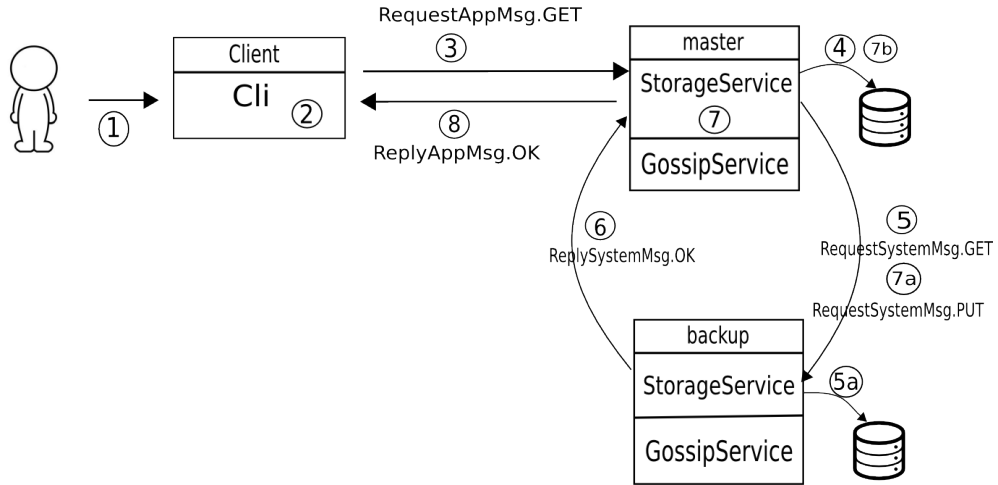 RequestAppMsg.GET
3
1
Client
Cli
2
8
ReplyAppMsg.OK
master
StorageService
7
GossipService
4
7b
6
ReplySystemMsg.OK
5
RequestSystemMsg.GET
7a
RequestSystemMsg.PUT
backup
StorageService
GossipService
5a